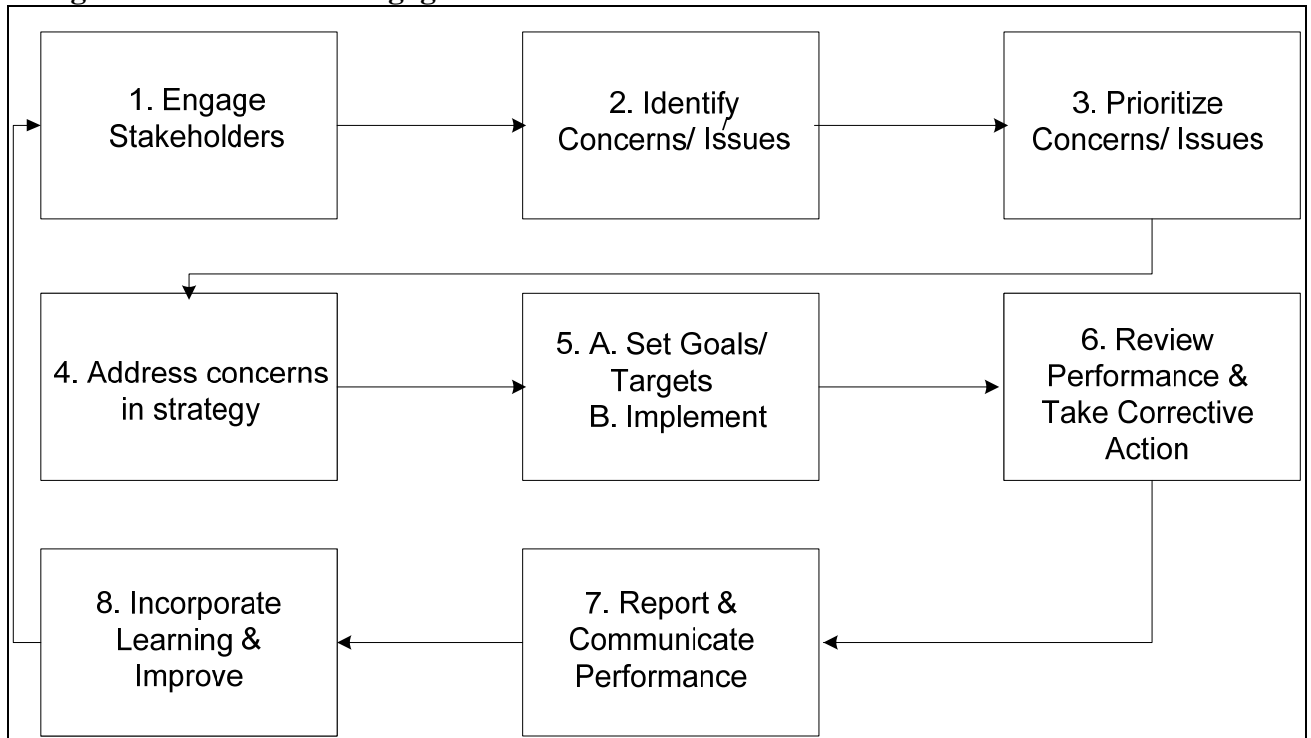 1. Engage
Stakeholders
2. Identify
Concerns/ Issues
/
3. Prioritize
Concerns/ Issues
4. Address concerns
in strategy
5. A. Set Goals/
Targets
B. Implement
6. Review
Performance &
Take Corrective
Action
8. Incorporate
Learning &
Improve
7. Report &
Communicate
Performance